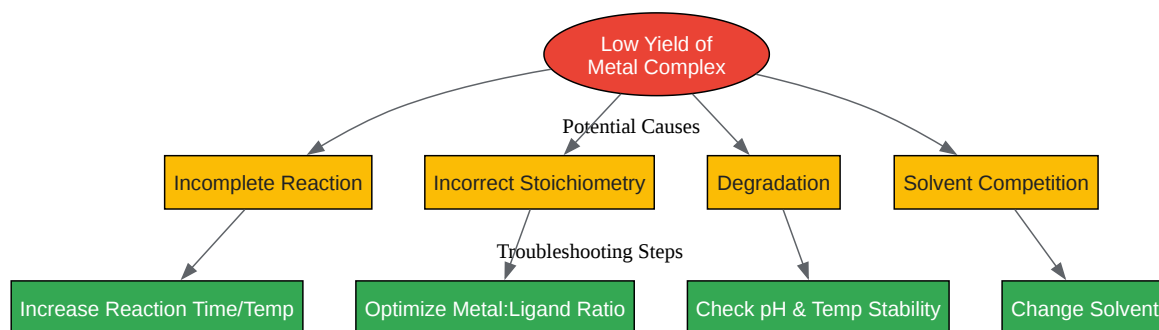 Low Yield of
Metal Complex
Potential Causes
Incomplete Reaction
Incorrect Stoichiometry
Degradation
Solvent Competition
Troubleshooting Steps
Increase Reaction Time/Temp
Optimize Metal:Ligand Ratio
Check pH & Temp Stability
Change Solvent